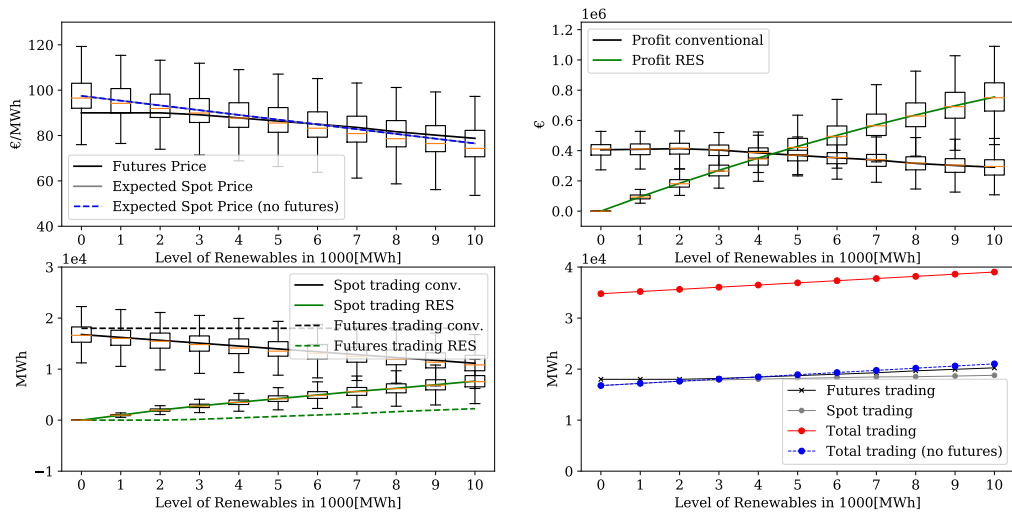 120
100
80
60
40
€/MWh
Futures Price
Expected Spot Price
Expected Spot Price (no futures)
0 1 2 3 4 5 6 7 8 9 10
Level of Renewables in 1000[MWh]
1e6
1.2
1.0
0.8
0.6
0.4
0.2
0.0
€
Profit conventional
Profit RES
0 1 2 3 4 5 6 7 8 9 10
Level of Renewables in 1000[MWh]
1e4
3
2
1
0
−1
MWh
Spot trading conv.
Spot trading RES
Futures trading conv.
Futures trading RES
0 1 2 3 4 5 6 7 8 9 10
Level of Renewables in 1000[MWh]
1e4
4
3
2
1
0
MWh
Futures trading
Spot trading
Total trading
Total trading (no futures)
0 1 2 3 4 5 6 7 8 9 10
Level of Renewables in 1000[MWh]